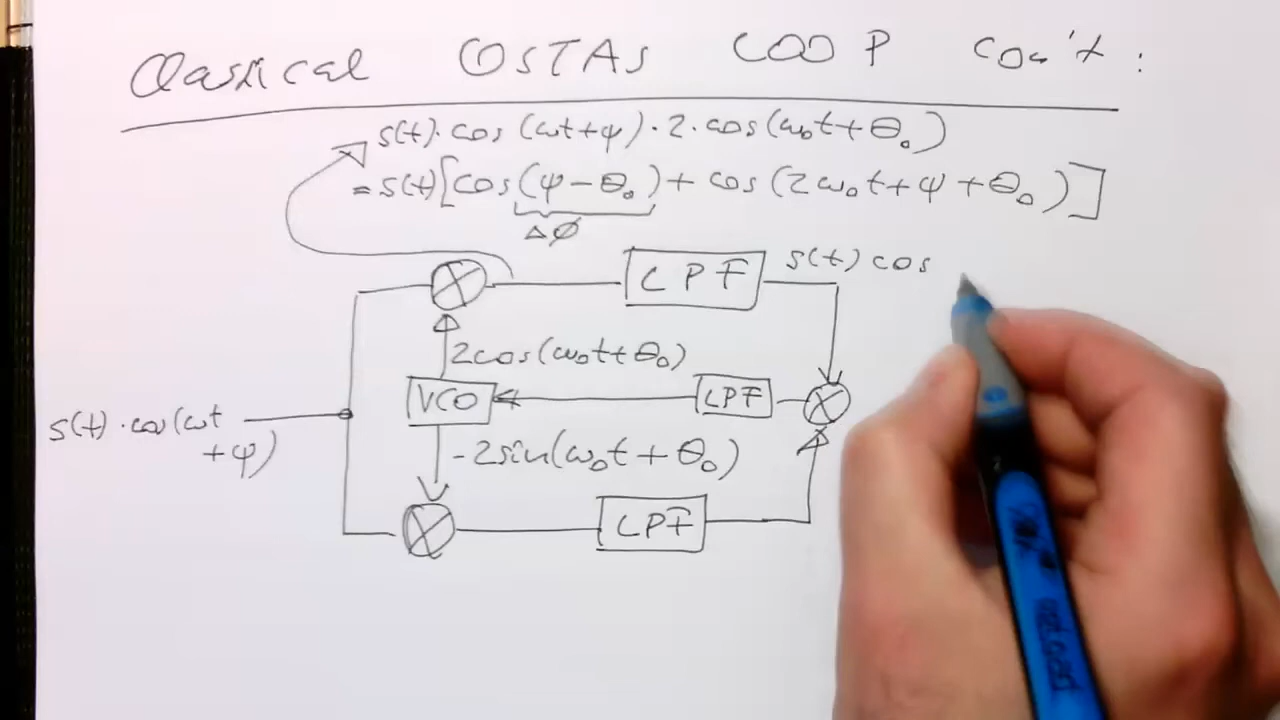 Classical COSTAS LOOP Con't:
s(t)·cos(ωt+φ)·2·cos(ω₀t+θ₀)
=s(t)[cos(φ-θ₀)+cos(2ω₀t+φ+θ₀)]
Δø
LPF
s(t)cos
2cos(ω₀t+θ₀)
VCO
LPF
s(t)·cos(ωt
+φ)
-2sin(ω₀t+θ₀)
LPF